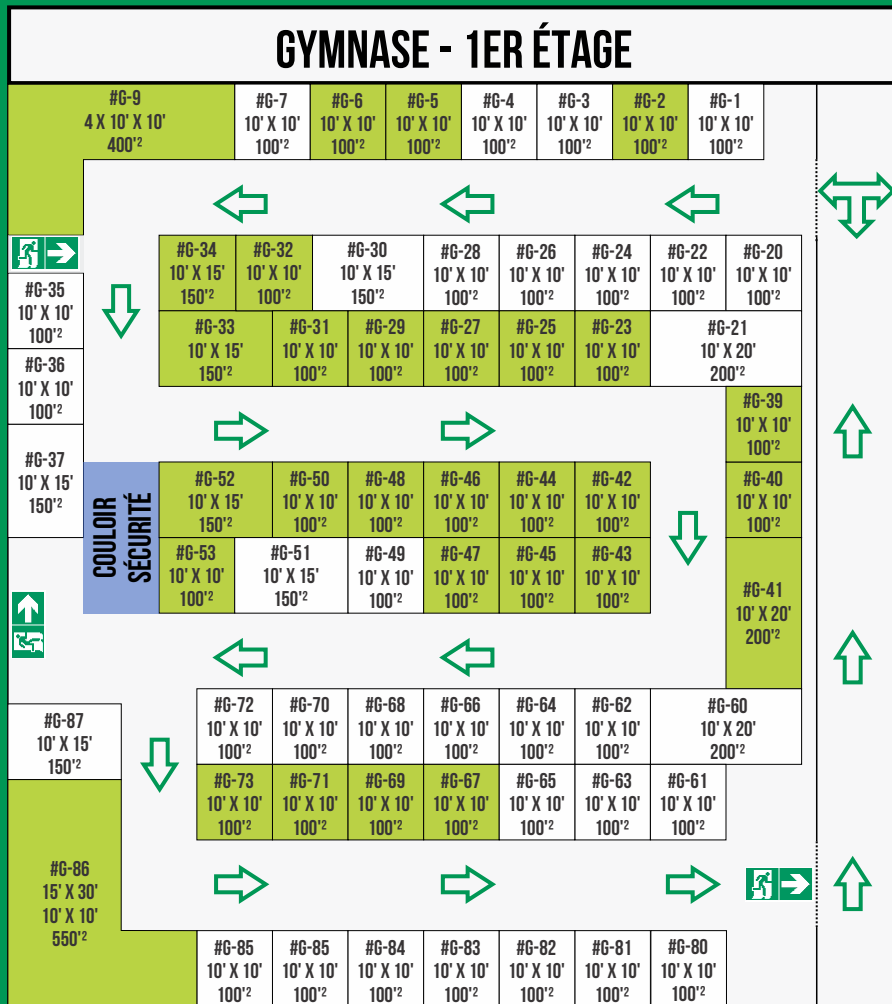 GYMNASE - 1ER ÉTAGE
#G-9
4 X 10' X 10'
400'²
#G-7
10' X 10'
100'²
#G-6
10' X 10'
100'²
#G-5
10' X 10'
100'²
#G-4
10' X 10'
100'²
#G-3
10' X 10'
100'²
#G-2
10' X 10'
100'²
#G-1
10' X 10'
100'²
#G-34
10' X 15'
150'²
#G-32
10' X 10'
100'²
#G-30
10' X 15'
150'²
#G-28
10' X 10'
100'²
#G-26
10' X 10'
100'²
#G-24
10' X 10'
100'²
#G-22
10' X 10'
100'²
#G-20
10' X 10'
100'²
#G-35
10' X 10'
100'²
#G-33
10' X 15'
150'²
#G-31
10' X 10'
100'²
#G-29
10' X 10'
100'²
#G-27
10' X 10'
100'²
#G-25
10' X 10'
100'²
#G-23
10' X 10'
100'²
#G-21
10' X 20'
200'²
#G-36
10' X 10'
100'²
#G-39
10' X 10'
100'²
#G-37
10' X 15'
150'²
COULOIR
SÉCURITÉ
#G-52
10' X 15'
150'²
#G-50
10' X 10'
100'²
#G-48
10' X 10'
100'²
#G-46
10' X 10'
100'²
#G-44
10' X 10'
100'²
#G-42
10' X 10'
100'²
#G-40
10' X 10'
100'²
#G-53
10' X 10'
100'²
#G-51
10' X 15'
150'²
#G-49
10' X 10'
100'²
#G-47
10' X 10'
100'²
#G-45
10' X 10'
100'²
#G-43
10' X 10'
100'²
#G-41
10' X 20'
200'²
#G-87
10' X 15'
150'²
#G-72
10' X 10'
100'²
#G-70
10' X 10'
100'²
#G-68
10' X 10'
100'²
#G-66
10' X 10'
100'²
#G-64
10' X 10'
100'²
#G-62
10' X 10'
100'²
#G-60
10' X 20'
200'²
#G-73
10' X 10'
100'²
#G-71
10' X 10'
100'²
#G-69
10' X 10'
100'²
#G-67
10' X 10'
100'²
#G-65
10' X 10'
100'²
#G-63
10' X 10'
100'²
#G-61
10' X 10'
100'²
#G-86
15' X 30'
10' X 10'
550'²
#G-85
10' X 10'
100'²
#G-85
10' X 10'
100'²
#G-84
10' X 10'
100'²
#G-83
10' X 10'
100'²
#G-82
10' X 10'
100'²
#G-81
10' X 10'
100'²
#G-80
10' X 10'
100'²